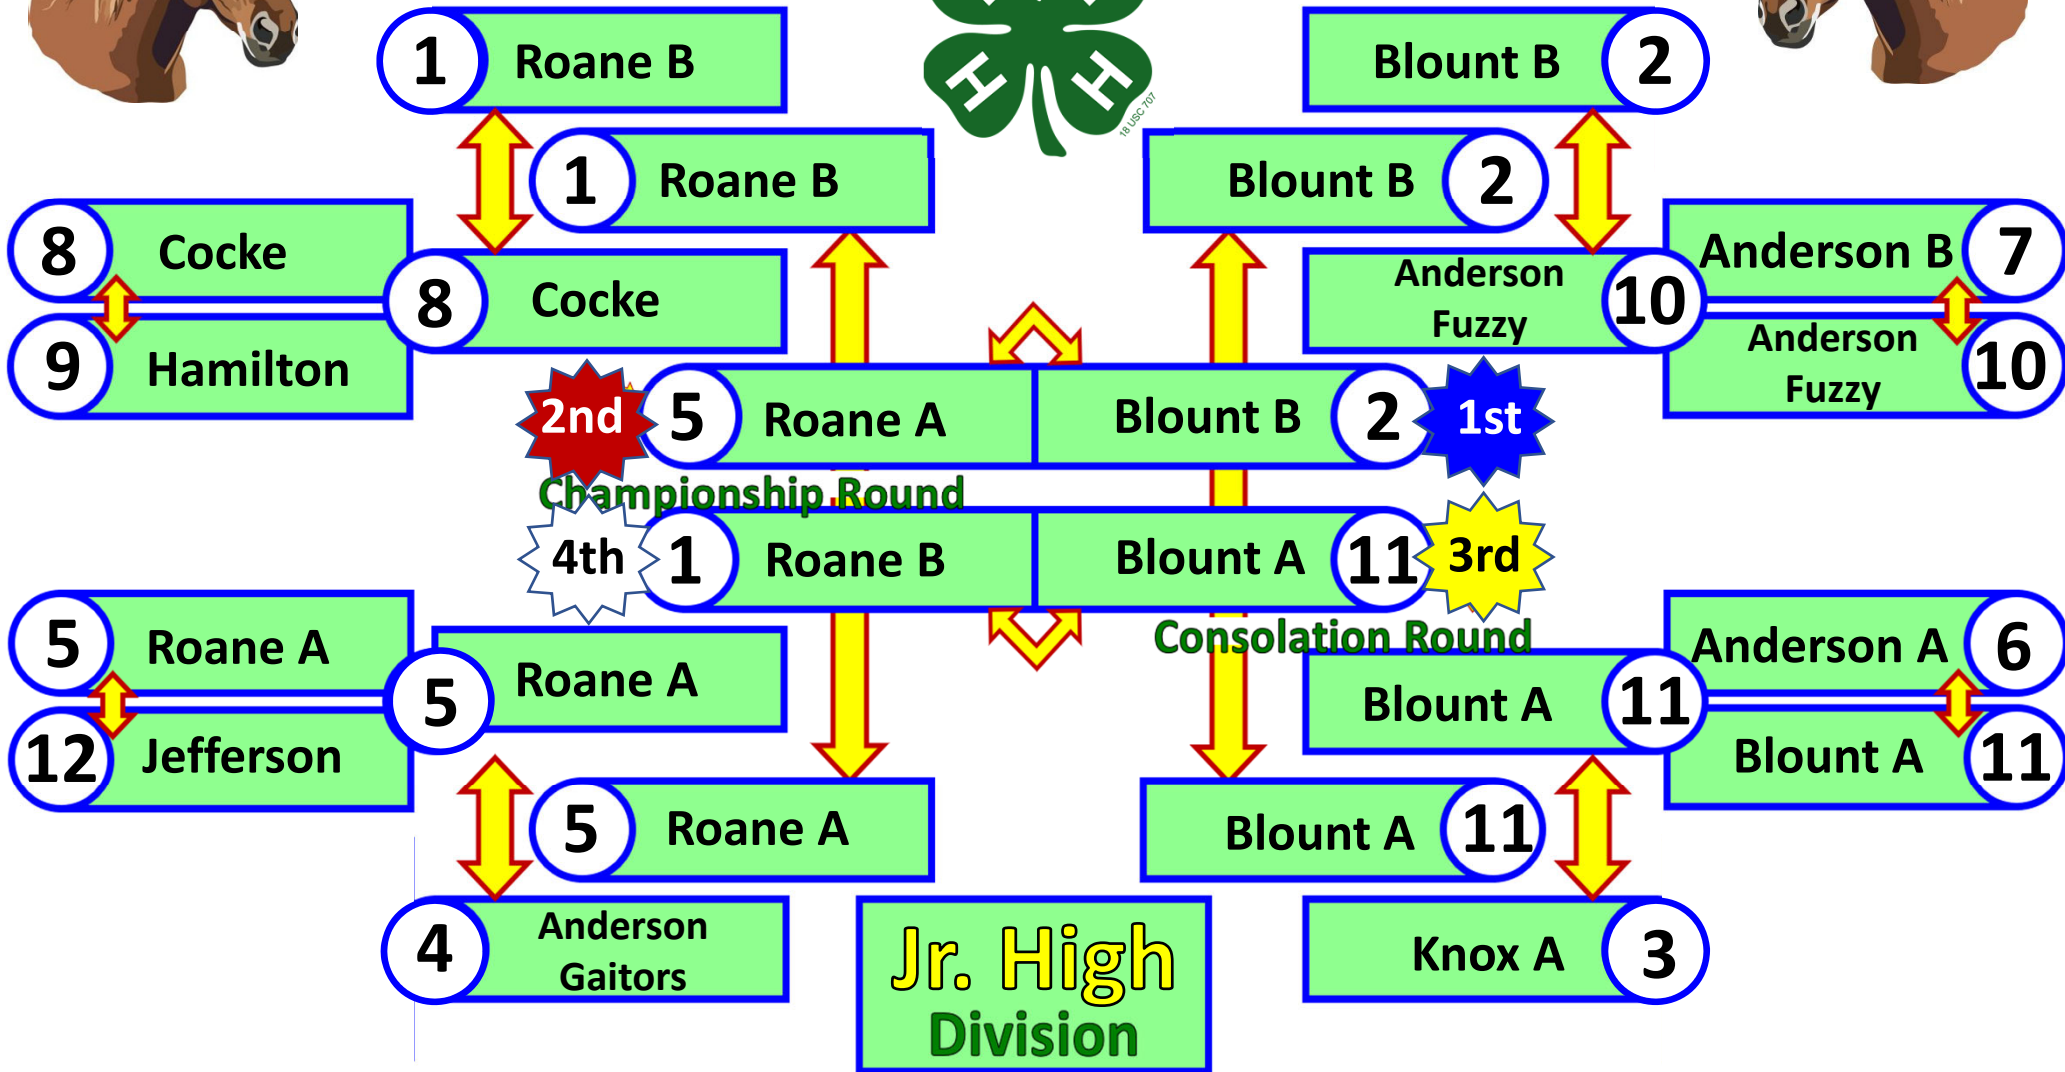 1 Roane B
H H
18 USC 707
Blount B 2
1 Roane B
Blount B 2
8 Cocke
9 Hamilton
8 Cocke
Anderson
Fuzzy
10
Anderson B 7
Anderson
Fuzzy
10
2nd 5 Roane A Blount B 2 1st
Championship Round
4th 1 Roane B Blount A 11 3rd
Consolation Round
5 Roane A
12 Jefferson
5 Roane A
Blount A 11
Anderson A 6
Blount A 11
5 Roane A
Blount A 11
4
Anderson
Gaitors
Knox A 3
Jr. High
Division